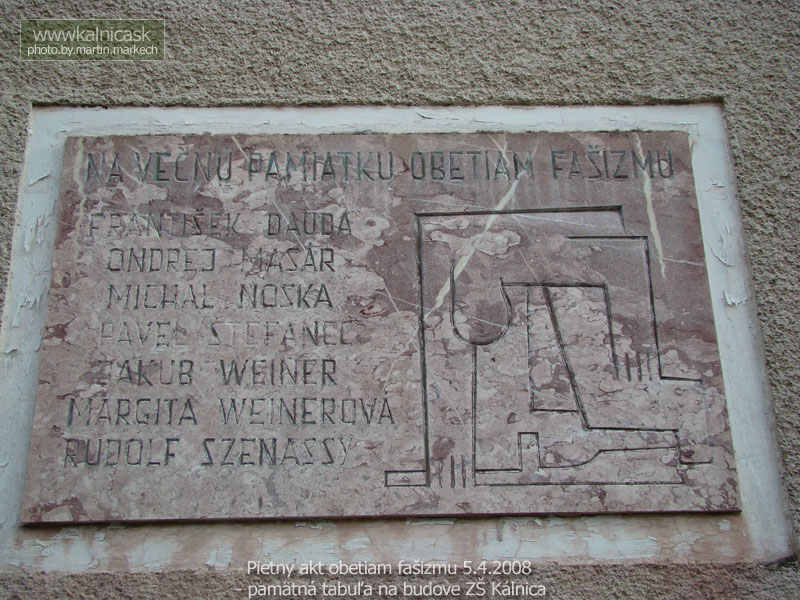 www.kalnica.sk
photo.by.martin.markech
NA VEČNÚ PAMIATKU OBETIAM FAŠIZMU
FRANTIŠEK DAUDA
ONDREJ MASÁR
MICHAL NOSKA
PAVEL ŠTEFANEC
JAKUB WEINER
MARGITA WEINEROVÁ
RUDOLF SZENASSY
Pietny akt obetiam fašizmu 5.4.2008
- pamätná tabuľa na budove ZŠ Kálnica